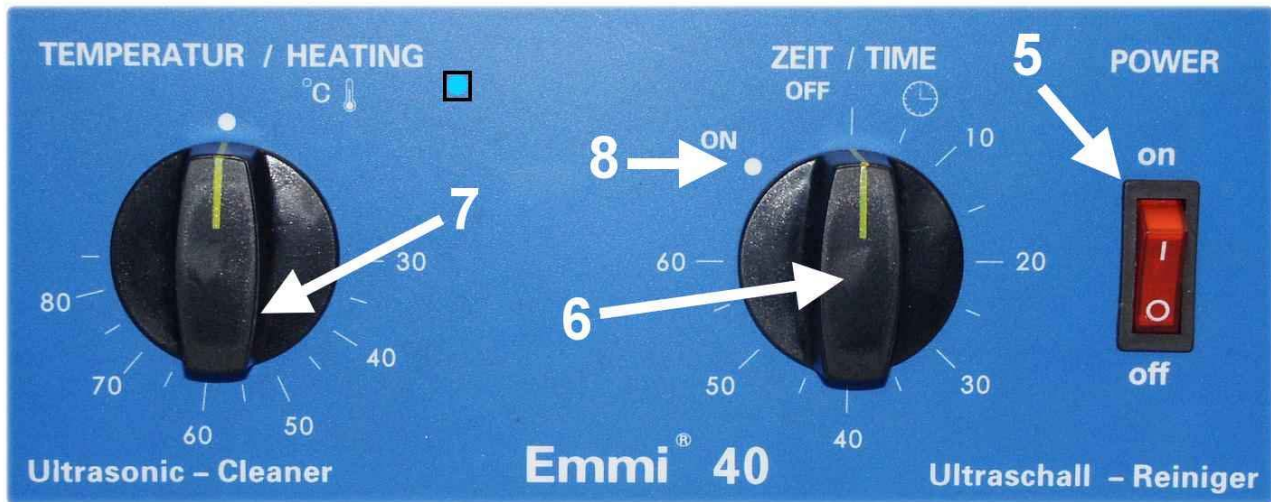 TEMPERATUR / HEATING
°C
ZEIT / TIME
OFF
5
POWER
8
ON
10
on
7
30
60
20
80
6
40
70
50
30
off
60
50
40
Ultrasonic – Cleaner
Emmi® 40
Ultraschall – Reiniger
I
O